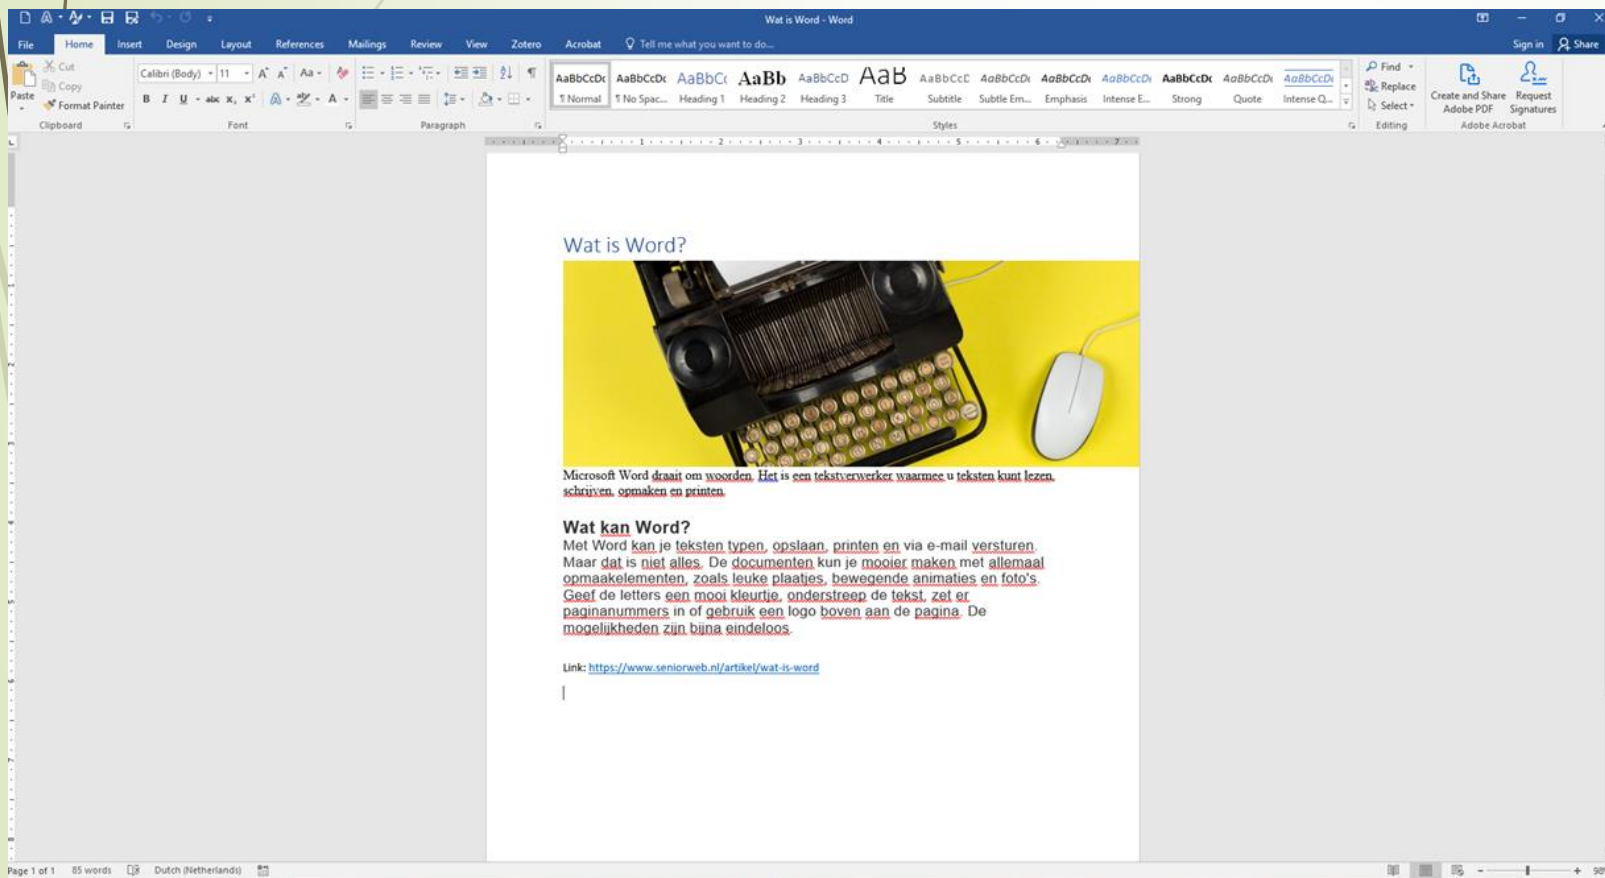 Wat is Word - Word
File Home Insert Design Layout References Mailings Review View Zotero Acrobat Tell me what you want to do... Sign in Share
Paste
Cut
Copy
Format Painter
Clipboard
Calibri (Body) 11
Font
Paragraph
AaBbCcDc AaBbCcDc AaBbCc AaBb AaBbCcD AaB AaBbCcD AaBbCcDc AaBbCcDc AaBbCcDc AaBbCcDc AaBbCcDc AaBbCcDc
¶ Normal ¶ No Spac... Heading 1 Heading 2 Heading 3 Title Subtitle Subtle Em... Emphasis Intense E... Strong Quote Intense Q...
Styles
Find
Replace
Select
Editing
Create and Share
Adobe PDF
Request
Signatures
Adobe Acrobat
1 2 3 4 5 6 7
Wat is Word?
Microsoft Word draait om woorden. Het is een tekstverwerker waarmee u teksten kunt lezen,
schrijven, opmaken en printen.
Wat kan Word?
Met Word kan je teksten typen, opslaan, printen en via e-mail versturen.
Maar dat is niet alles. De documenten kun je mooier maken met allemaal
opmaakelementen, zoals leuke plaatjes, bewegende animaties en foto's.
Geef de letters een mooi kleurtje, onderstreep de tekst, zet er
paginanummers in of gebruik een logo boven aan de pagina. De
mogelijkheden zijn bijna eindeloos.
Link: https://www.seniorweb.nl/artikel/wat-is-word
Page 1 of 1 85 words Dutch (Netherlands)